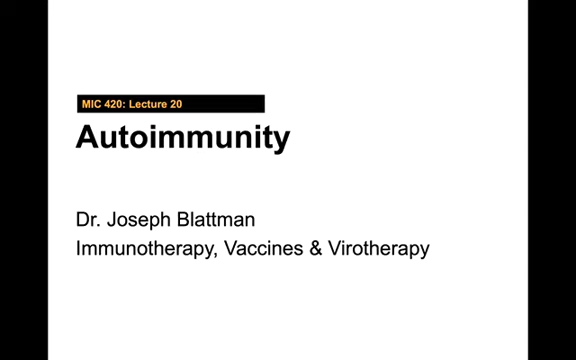 MIC 420: Lecture 20
Autoimmunity
Dr. Joseph Blattman
Immunotherapy, Vaccines & Virotherapy